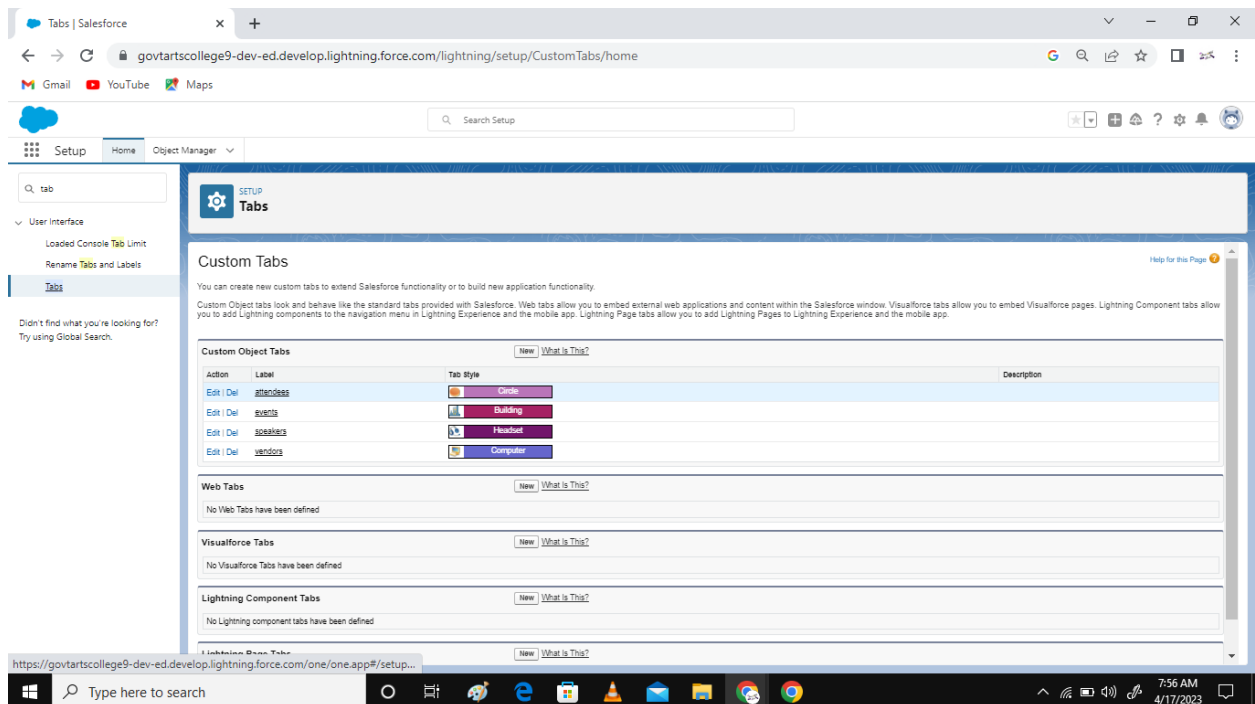 Tabs | Salesforce
govtartscollege9-dev-ed.develop.lightning.force.com/lightning/setup/CustomTabs/home
Gmail YouTube Maps
Search Setup
Setup Home Object Manager
tab
User Interface
Loaded Console Tab Limit
Rename Tabs and Labels
Tabs
Didn't find what you're looking for?
Try using Global Search.
SETUP
Tabs
Custom Tabs
Help for this Page
You can create new custom tabs to extend Salesforce functionality or to build new application functionality.
Custom Object tabs look and behave like the standard tabs provided with Salesforce. Web tabs allow you to embed external web applications and content within the Salesforce window. Visualforce tabs allow you to embed Visualforce pages. Lightning Component tabs allow
you to add Lightning components to the navigation menu in Lightning Experience and the mobile app. Lightning Page tabs allow you to add Lightning Pages to Lightning Experience and the mobile app.
Custom Object Tabs New What Is This?
Action Label Tab Style Description
Edit | Del attendees Circle
Edit | Del events Building
Edit | Del speakers Headset
Edit | Del vendors Computer
Web Tabs New What Is This?
No Web Tabs have been defined
Visualforce Tabs New What Is This?
No Visualforce Tabs have been defined
Lightning Component Tabs New What Is This?
No Lightning component tabs have been defined
Lightning Page Tabs New What Is This?
https://govtartscollege9-dev-ed.develop.lightning.force.com/one/one.app#/setup...
Type here to search
7:56 AM
4/17/2023